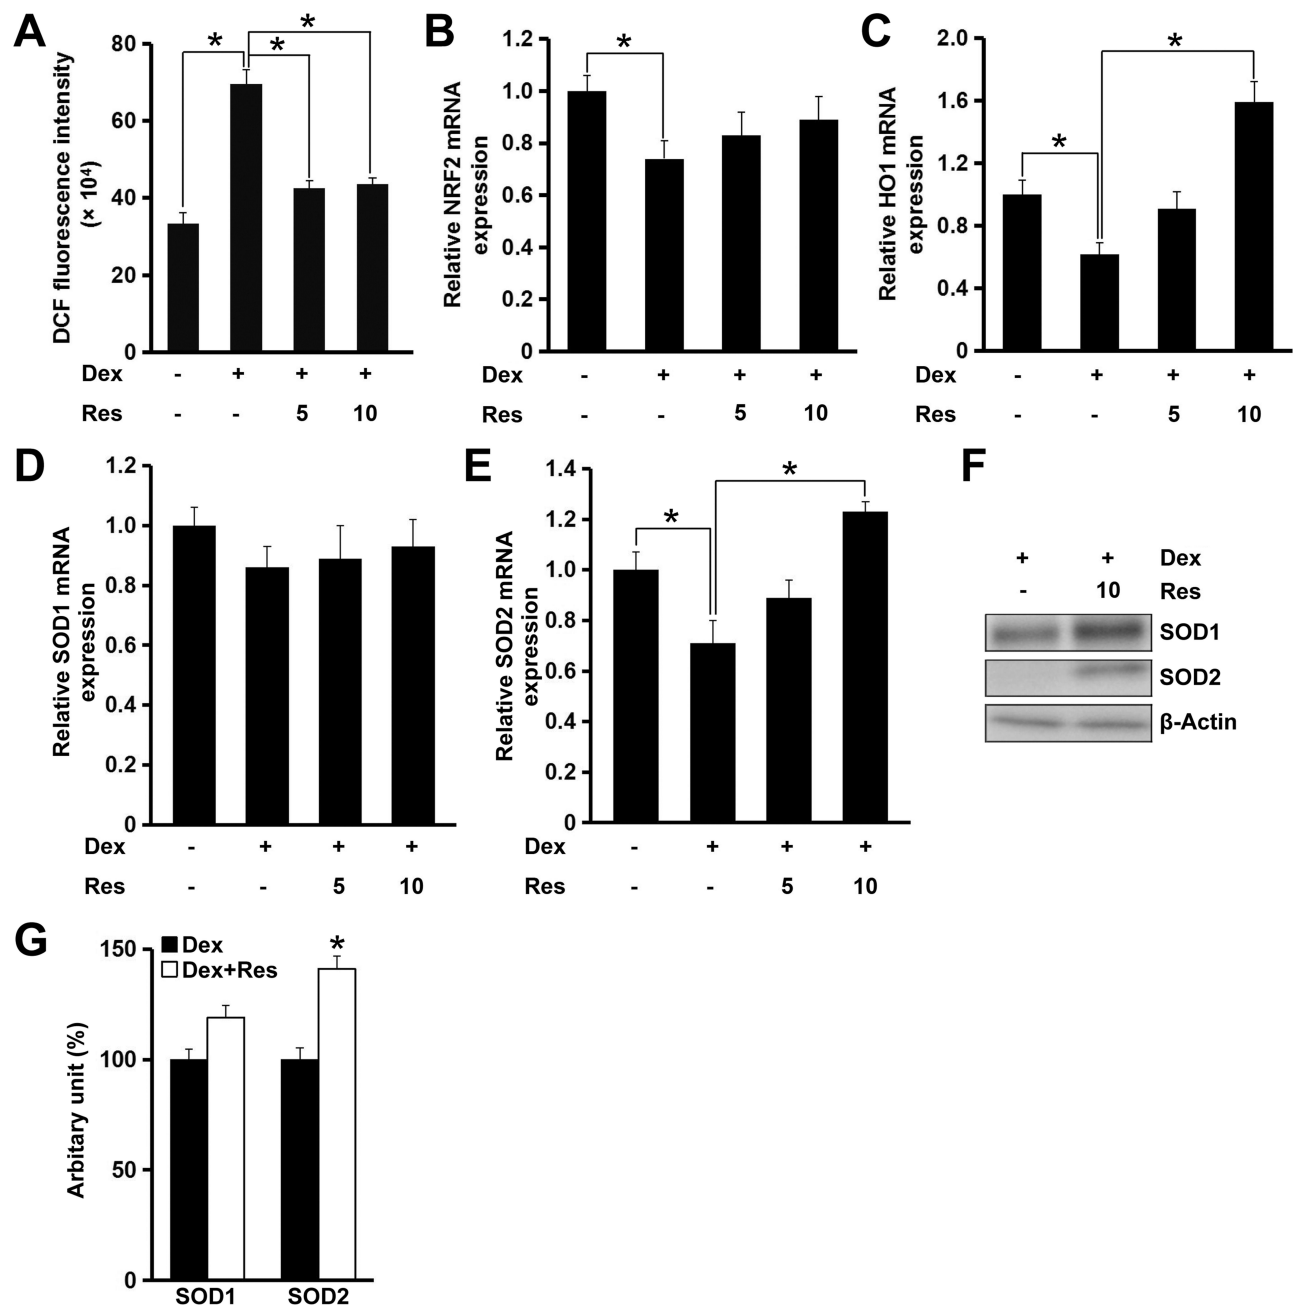 A
DCF fluorescence intensity
(× 10⁴)
80
60
40
20
0
* * *
Dex - + + +
Res - - 5 10
B
Relative NRF2 mRNA
expression
1.2
1.0
0.8
0.6
0.4
0.2
0
*
Dex - + + +
Res - - 5 10
C
Relative HO1 mRNA
expression
2.0
1.6
1.2
0.8
0.4
0
* *
Dex - + + +
Res - - 5 10
D
Relative SOD1 mRNA
expression
1.2
1.0
0.8
0.6
0.4
0.2
0
Dex - + + +
Res - - 5 10
E
Relative SOD2 mRNA
expression
1.4
1.2
1.0
0.8
0.6
0.4
0.2
0
* *
Dex - + + +
Res - - 5 10
F
+ + Dex
- 10 Res
SOD1
SOD2
β-Actin
G
Arbitary unit (%)
150
100
50
0
Dex
Dex+Res
*
SOD1 SOD2